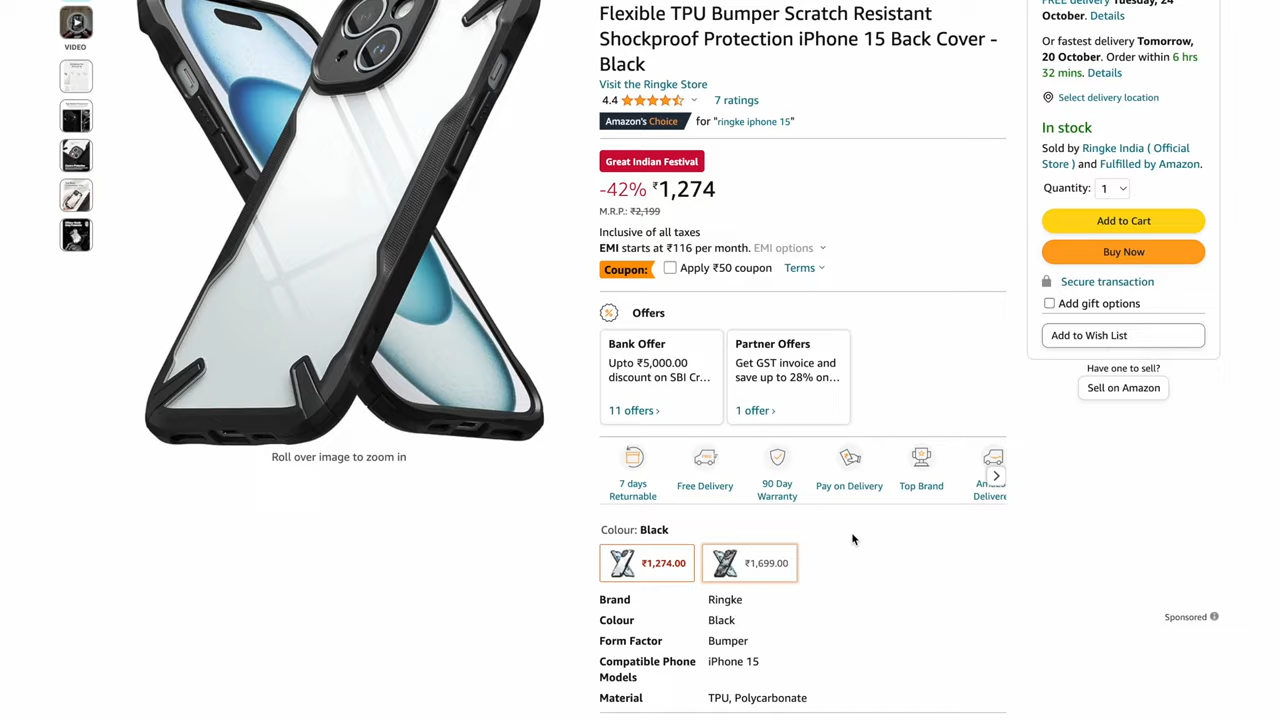 VIDEO
Roll over image to zoom in
Flexible TPU Bumper Scratch Resistant
Shockproof Protection iPhone 15 Back Cover -
Black
Visit the Ringke Store
4.4 7 ratings
Amazon's Choice for "ringke iphone 15"
Great Indian Festival
-42% ₹1,274
M.R.P.: ₹2,199
Inclusive of all taxes
EMI starts at ₹116 per month. EMI options
Coupon: Apply ₹50 coupon Terms
Offers
Bank Offer
Upto ₹5,000.00
discount on SBI Cr...
11 offers›
Partner Offers
Get GST invoice and
save up to 28% on...
1 offer›
7 days
Returnable
Free Delivery
90 Day
Warranty
Pay on Delivery
Top Brand
Delivere
Colour: Black
₹1,274.00
₹1,699.00
Brand Ringke
Colour Black
Form Factor Bumper
Compatible Phone iPhone 15
Models
Material TPU, Polycarbonate
FREE delivery Tuesday, 24
October. Details
Or fastest delivery Tomorrow,
20 October. Order within 6 hrs
32 mins. Details
Select delivery location
In stock
Sold by Ringke India ( Official
Store ) and Fulfilled by Amazon.
Quantity: 1
Add to Cart
Buy Now
Secure transaction
Add gift options
Add to Wish List
Have one to sell?
Sell on Amazon
Sponsored